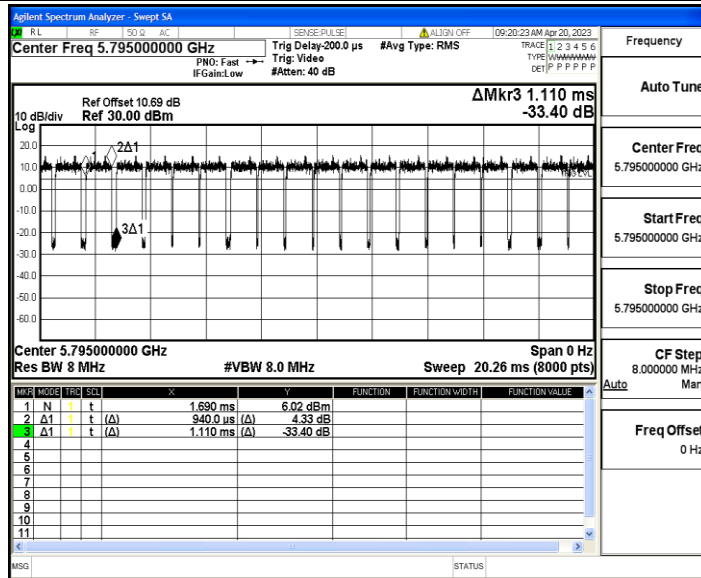 Agilent Spectrum Analyzer - Swept SA
RL RF 50 Ω AC SENSE:PULSE ALIGN OFF 09:20:23 AM Apr 20, 2023
Center Freq 5.795000000 GHz
PNO: Fast
IFGain:Low
Trig Delay-200.0 µs
Trig: Video
#Atten: 40 dB
#Avg Type: RMS
TRACE 1 2 3 4 5 6
TYPE WWWWWW
DET P P P P P P
ΔMkr3 1.110 ms
-33.40 dB
Ref Offset 10.69 dB
10 dB/div Ref 30.00 dBm
Log
20.0
10.0
0.00
-10.0
-20.0
-30.0
-40.0
-50.0
-60.0
1
2Δ1
3Δ1
Center 5.795000000 GHz Span 0 Hz
Res BW 8 MHz #VBW 8.0 MHz Sweep 20.26 ms (8000 pts)
MKR MODE TRC SCL X Y FUNCTION FUNCTION WIDTH FUNCTION VALUE
1 N 1 t 1.690 ms 6.02 dBm
2 Δ1 1 t (Δ) 940.0 µs (Δ) 4.33 dB
3 Δ1 1 t (Δ) 1.110 ms (Δ) -33.40 dB
4
5
6
7
8
9
10
11
MSG STATUS
Frequency
Auto Tune
Center Freq
5.795000000 GHz
Start Freq
5.795000000 GHz
Stop Freq
5.795000000 GHz
CF Step
8.000000 MHz
Auto Man
Freq Offset
0 Hz